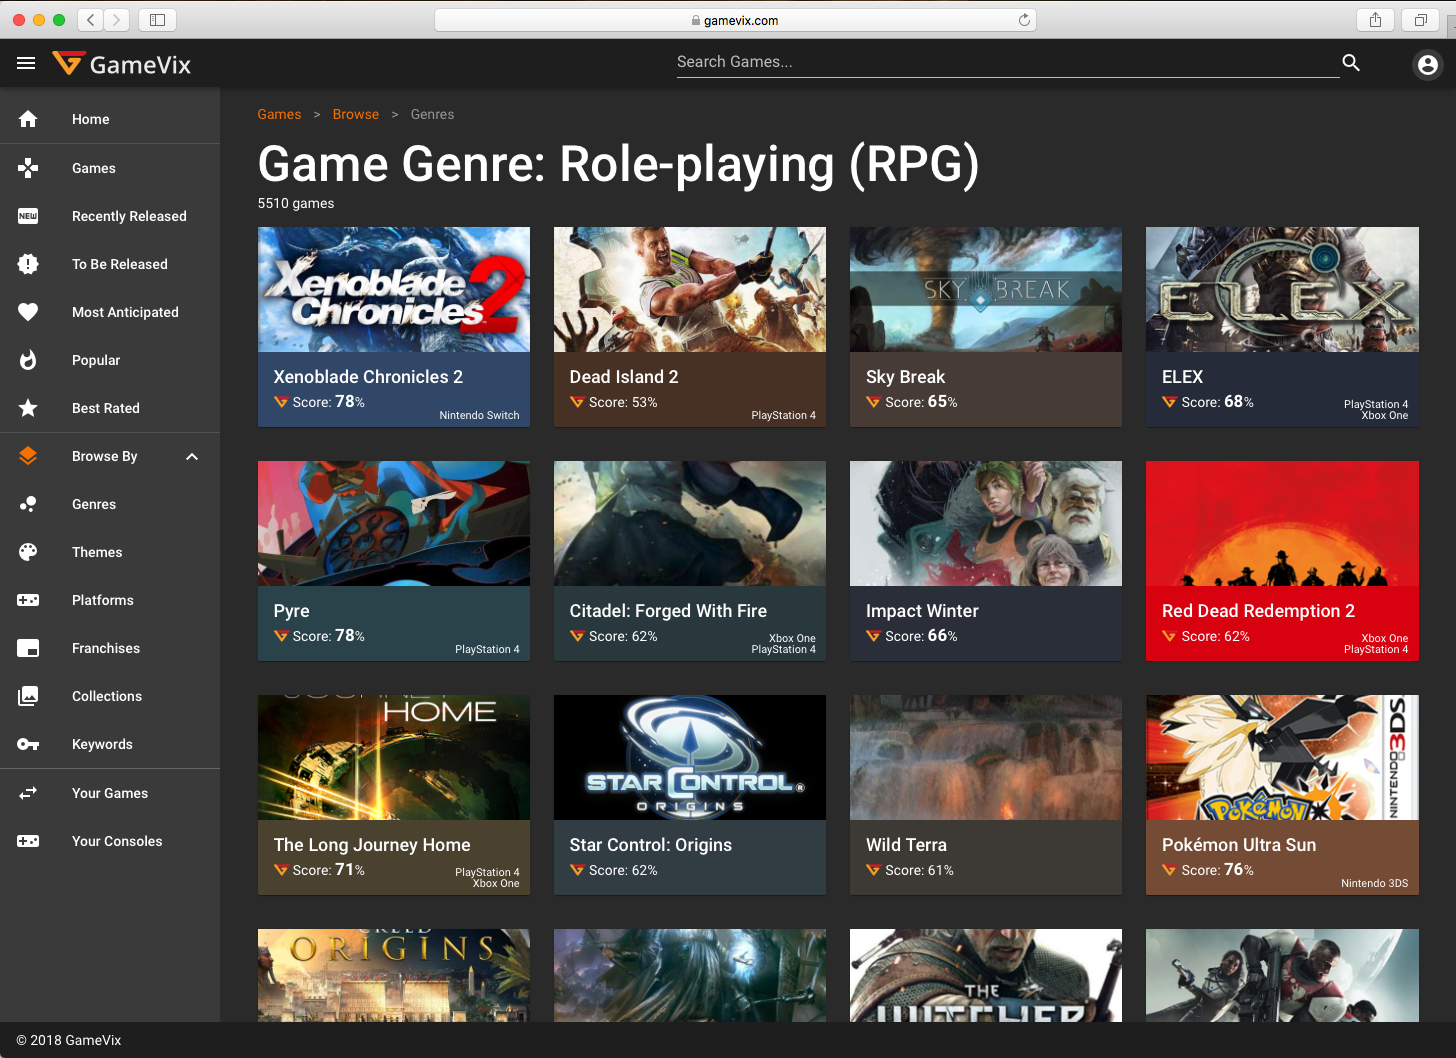 gamevix.com
GameVix
Search Games...
Home
Games
NEW
Recently Released
To Be Released
Most Anticipated
Popular
Best Rated
Browse By
Genres
Themes
Platforms
Franchises
Collections
Keywords
Your Games
Your Consoles
Games > Browse > Genres
Game Genre: Role-playing (RPG)
5510 games
Xenoblade
Chronicles 2
Xenoblade Chronicles 2
Score: 78%
Nintendo Switch
Dead Island 2
Score: 53%
PlayStation 4
SKY BREAK
Sky Break
Score: 65%
ELEX
ELEX
Score: 68%
PlayStation 4
Xbox One
Pyre
Score: 78%
PlayStation 4
Citadel: Forged With Fire
Score: 62%
Xbox One
PlayStation 4
Impact Winter
Score: 66%
Red Dead Redemption 2
Score: 62%
Xbox One
PlayStation 4
JOURNEY
HOME
The Long Journey Home
Score: 71%
PlayStation 4
Xbox One
STAR CONTROL®
ORIGINS
Star Control: Origins
Score: 62%
Wild Terra
Score: 61%
NINTENDO 3DS
POKéMON
Pokémon Ultra Sun
Score: 76%
Nintendo 3DS
CREED
ORIGINS
THE
WITCHER
© 2018 GameVix